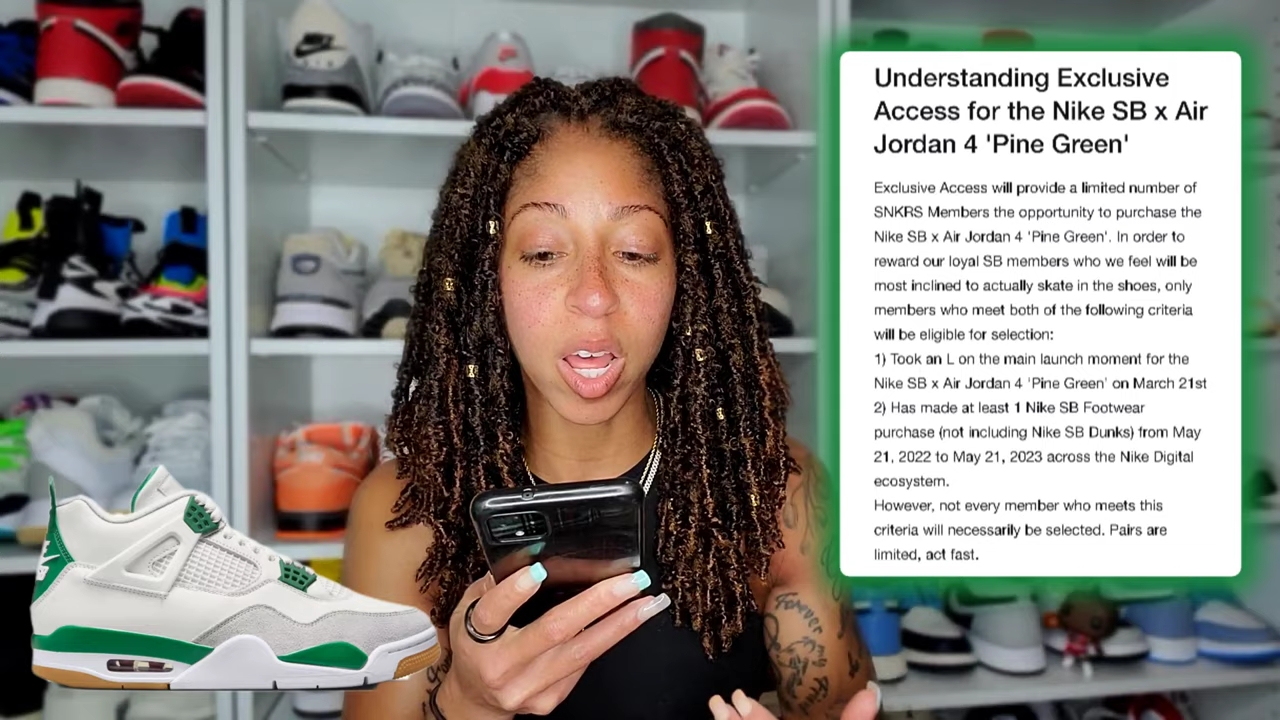 Understanding Exclusive
Access for the Nike SB x Air
Jordan 4 'Pine Green'
Exclusive Access will provide a limited number of
SNKRS Members the opportunity to purchase the
Nike SB x Air Jordan 4 'Pine Green'. In order to
reward our loyal SB members who we feel will be
most inclined to actually skate in the shoes, only
members who meet both of the following criteria
will be eligible for selection:
1) Took an L on the main launch moment for the
Nike SB x Air Jordan 4 'Pine Green' on March 21st
2) Has made at least 1 Nike SB Footwear
purchase (not including Nike SB Dunks) from May
21, 2022 to May 21, 2023 across the Nike Digital
ecosystem.
However, not every member who meets this
criteria will necessarily be selected. Pairs are
limited, act fast.
Forever